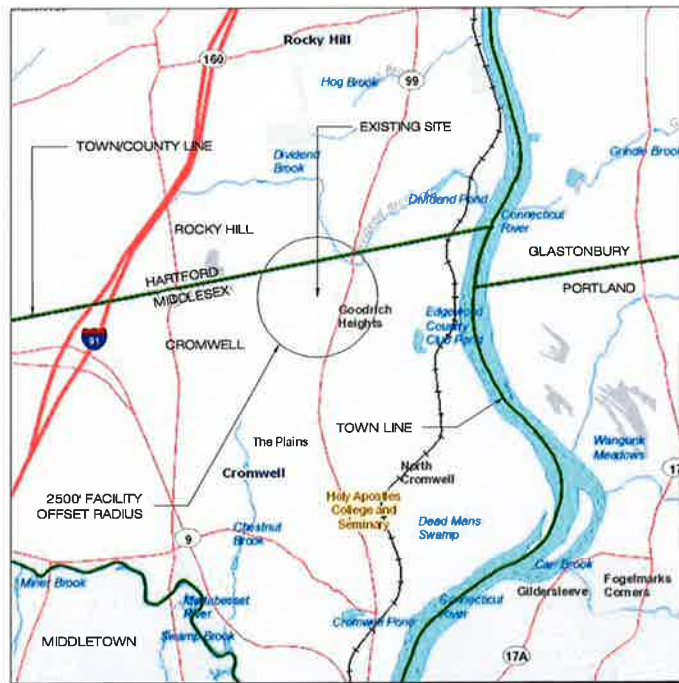 Rocky Hill
160
99
Hog Brook
EXISTING SITE
TOWN/COUNTY LINE
Dividend
Brook
Grindle Brook
Dividend Pond
Connecticut
River
ROCKY HILL
GLASTONBURY
HARTFORD
MIDDLESEX
PORTLAND
Goodrich
Heights
Edgewood
Country
Club Pond
91
CROMWELL
TOWN LINE
The Plains
Wangunk
Meadows
Cromwell
North
Cromwell
17
2500' FACILITY
OFFSET RADIUS
Holy Apostles
College and
Seminary
Dead Mans
Swamp
9
Chestnut
Brook
Carr Brook
Miner Brook
Fogelmarks
Corners
Gildersleeve
Mattabesset
River
Connecticut
River
Cromwell Pond
Swamp Brook
MIDDLETOWN
17A